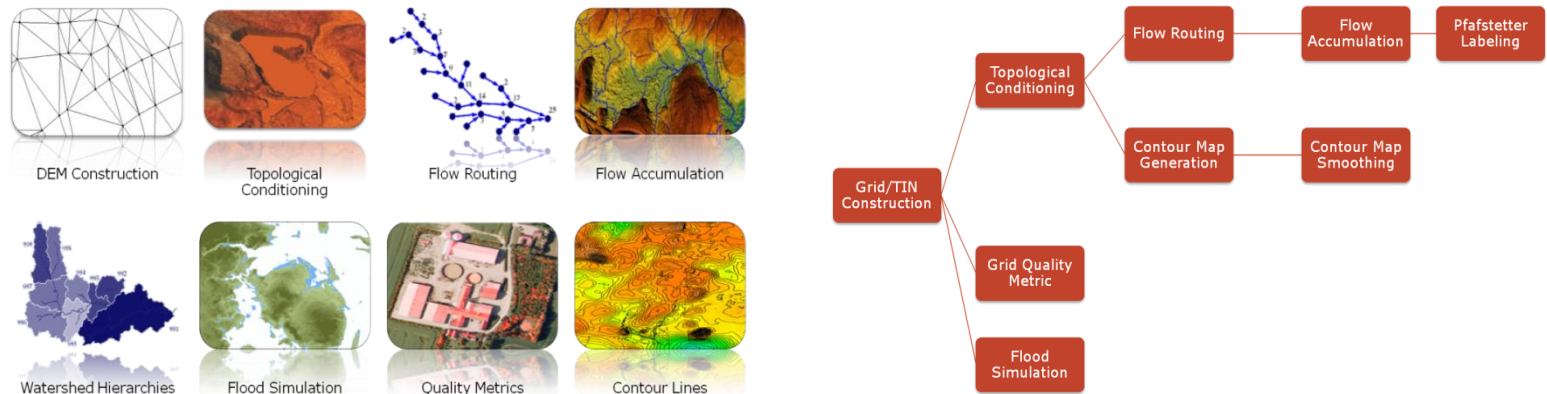 DEM Construction
Topological
Conditioning
Flow Routing
Flow Accumulation
Watershed Hierarchies
Flood Simulation
Quality Metrics
Contour Lines
Grid/TIN
Construction
Topological
Conditioning
Flow Routing
Flow
Accumulation
Pfafstetter
Labeling
Contour Map
Generation
Contour Map
Smoothing
Grid Quality
Metric
Flood
Simulation